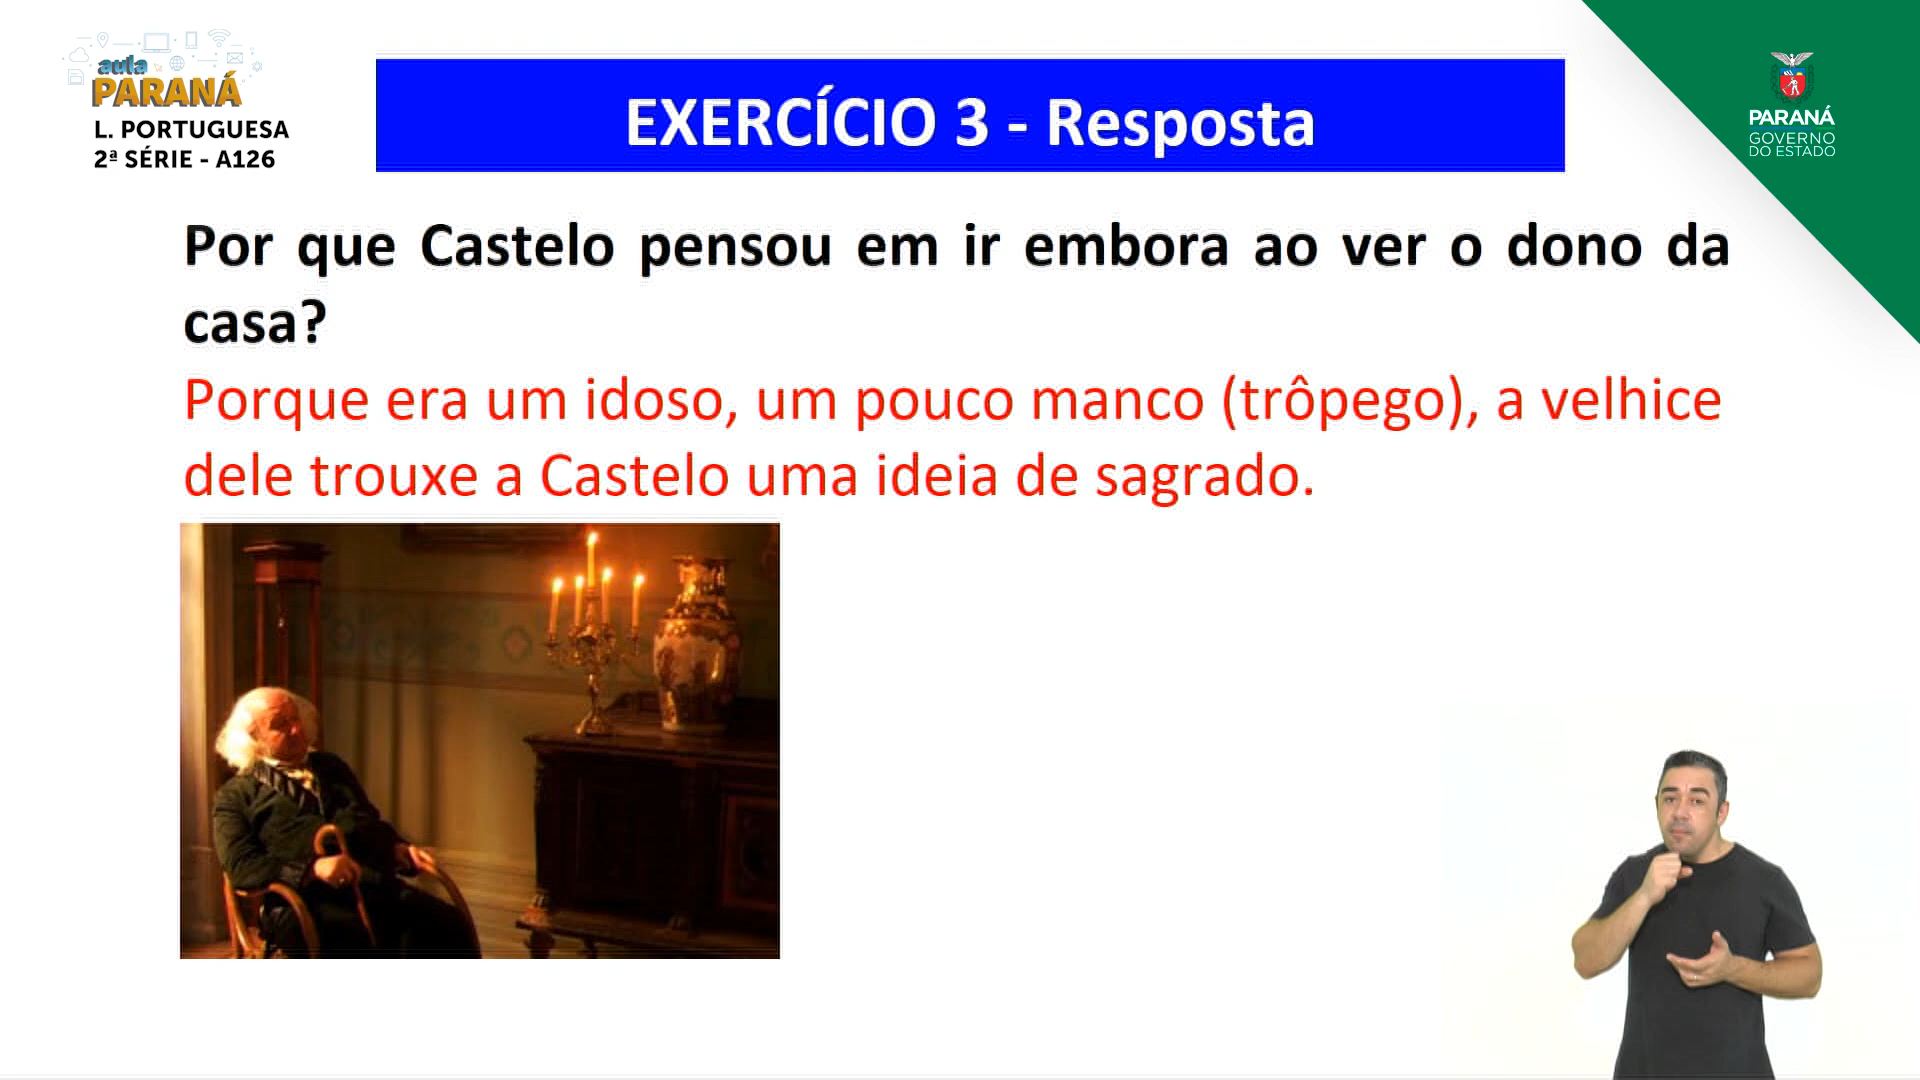 aula
PARANÁ
L. PORTUGUESA
2ª SÉRIE - A126
EXERCÍCIO 3 - Resposta
PARANÁ
GOVERNO
DO ESTADO
Por que Castelo pensou em ir embora ao ver o dono da
casa?
Porque era um idoso, um pouco manco (trôpego), a velhice
dele trouxe a Castelo uma ideia de sagrado.